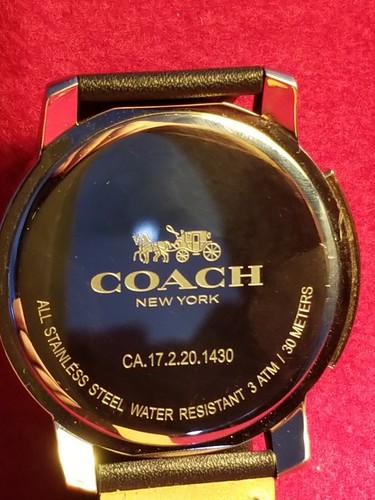 COACH
NEW YORK
CA.17.2.20.1430
ALL STAINLESS STEEL WATER RESISTANT 3 ATM / 30 METERS